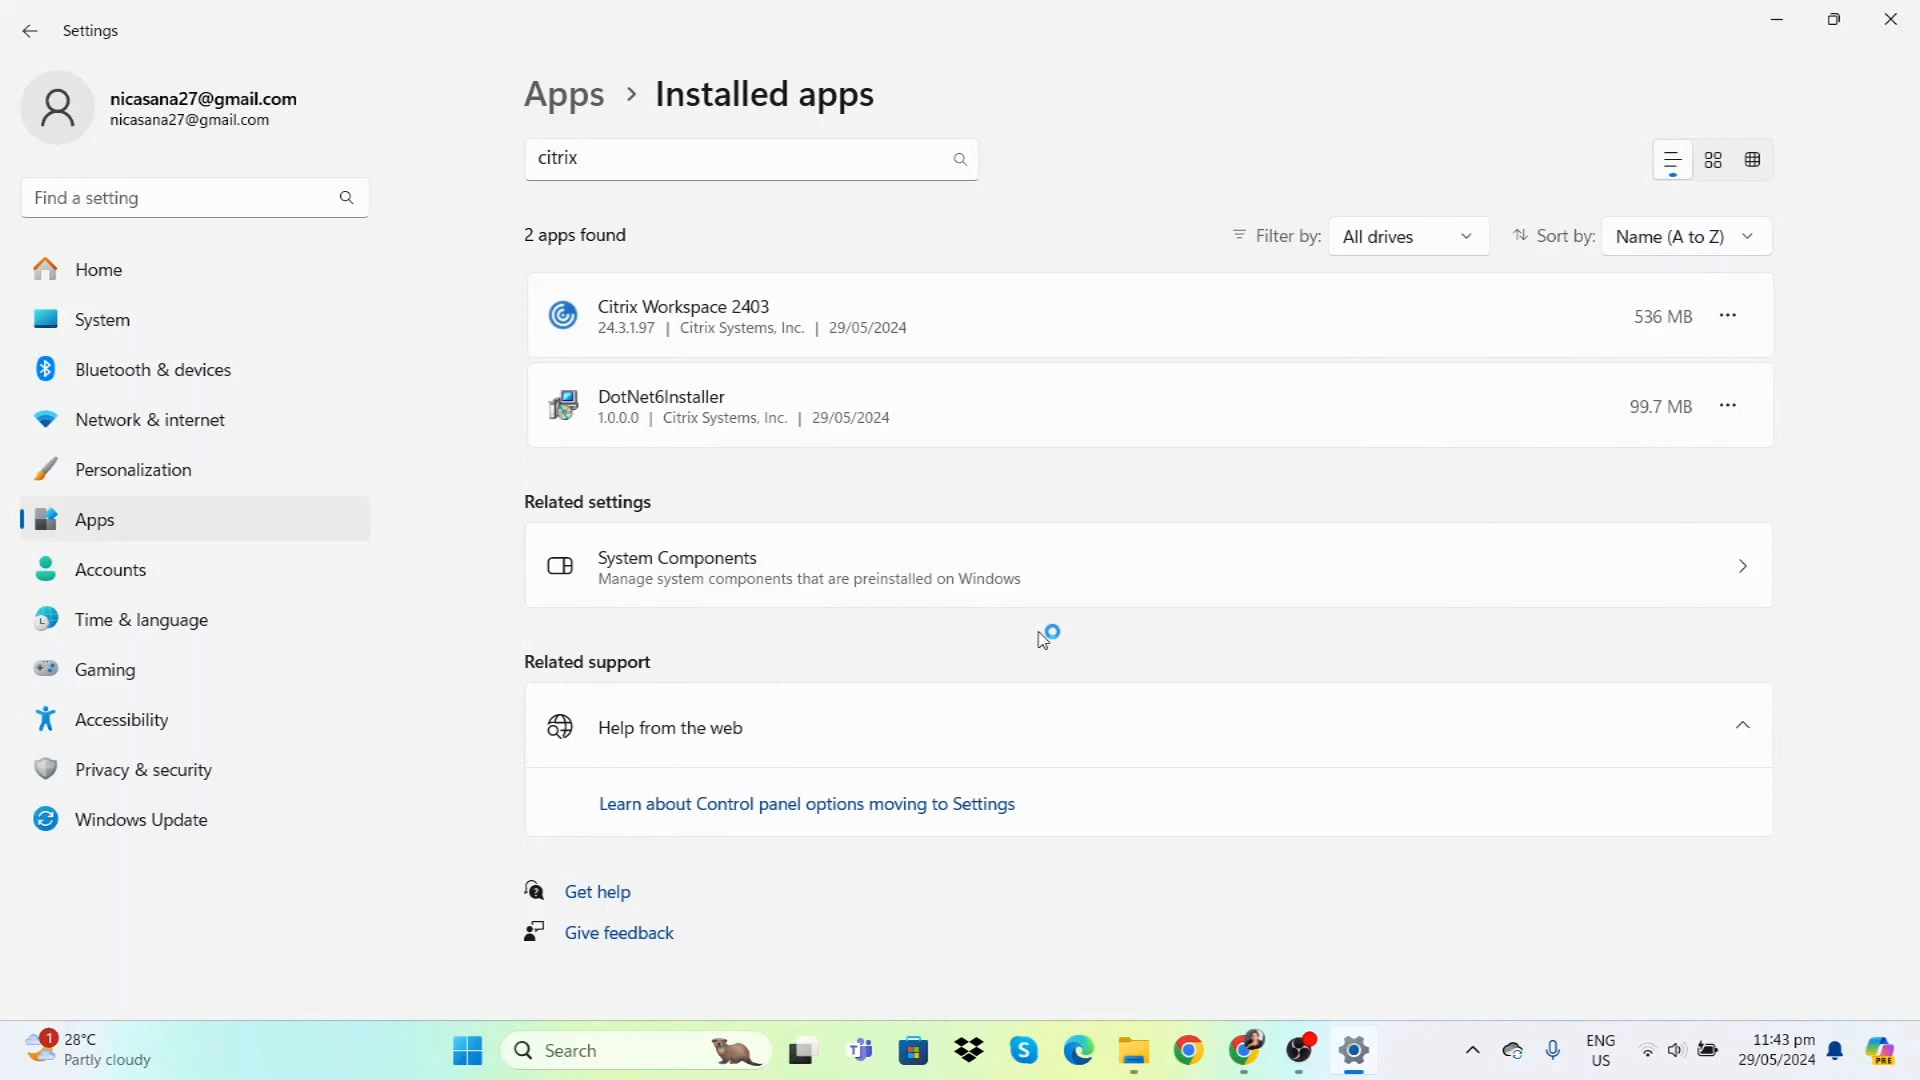 Settings
nicasana27@gmail.com
nicasana27@gmail.com
Find a setting
Home
System
Bluetooth & devices
Network & internet
Personalization
Apps
Accounts
Time & language
Gaming
Accessibility
Privacy & security
Windows Update
Apps > Installed apps
citrix
2 apps found
Filter by: All drives
Sort by: Name (A to Z)
Citrix Workspace 2403
24.3.1.97 | Citrix Systems, Inc. | 29/05/2024
536 MB
DotNet6Installer
1.0.0.0 | Citrix Systems, Inc. | 29/05/2024
99.7 MB
Related settings
System Components
Manage system components that are preinstalled on Windows
Related support
Help from the web
Learn about Control panel options moving to Settings
Get help
Give feedback
1
28°C
Partly cloudy
Search
ENG
US
11:43 pm
29/05/2024
PRE